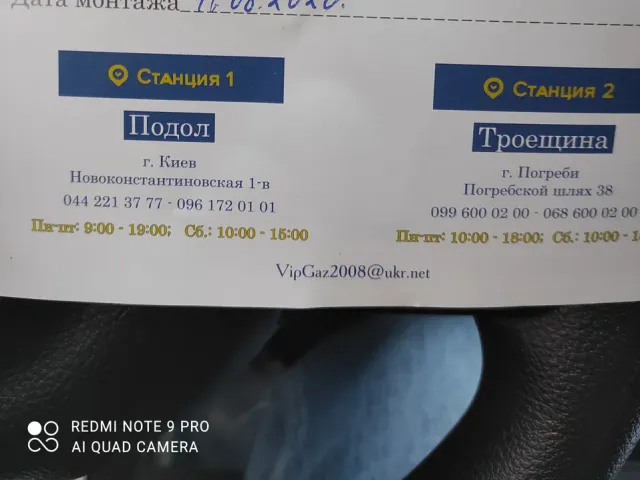 Дата монтажа 11.08.2020.
Станция 1
Подол
г. Киев
Новоконстантиновская 1-в
044 221 37 77 - 096 172 01 01
Пн-пт: 9:00 - 19:00; Сб.: 10:00 - 15:00
Станция 2
Троещина
г. Погреби
Погребской шлях 38
099 600 02 00 - 068 600 02 00
Пн-пт: 10:00 - 18:00; Сб.: 10:00 -
VipGaz2008@ukr.net
REDMI NOTE 9 PRO
AI QUAD CAMERA